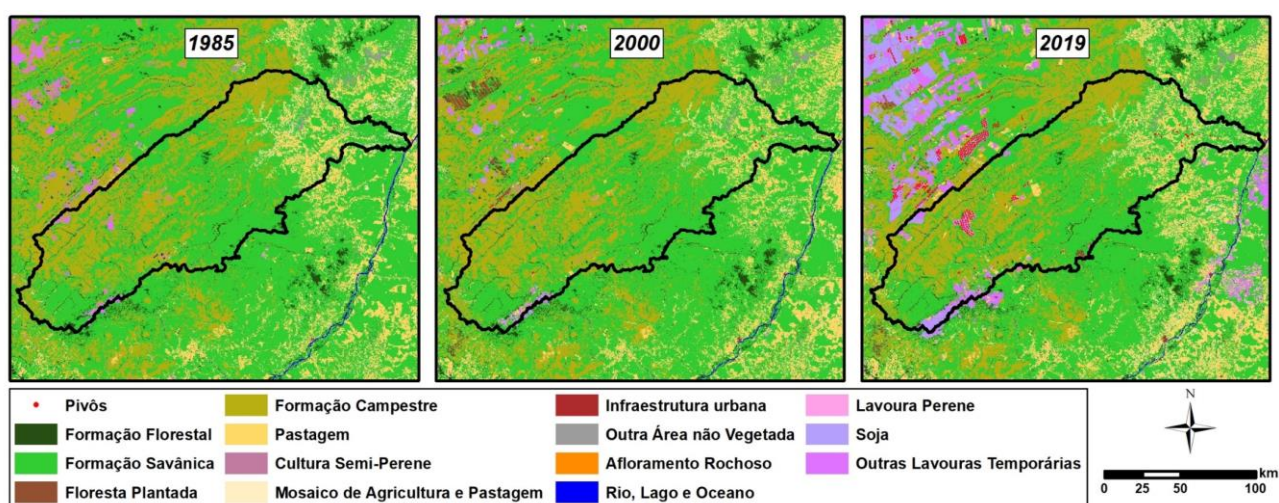 1985
2000
2019
Pivôs
Formação Florestal
Formação Savânica
Floresta Plantada
Formação Campestre
Pastagem
Cultura Semi-Perene
Mosaico de Agricultura e Pastagem
Infraestrutura urbana
Outra Área não Vegetada
Afloramento Rochoso
Rio, Lago e Oceano
Lavoura Perene
Soja
Outras Lavouras Temporárias
N
km
0 25 50 100